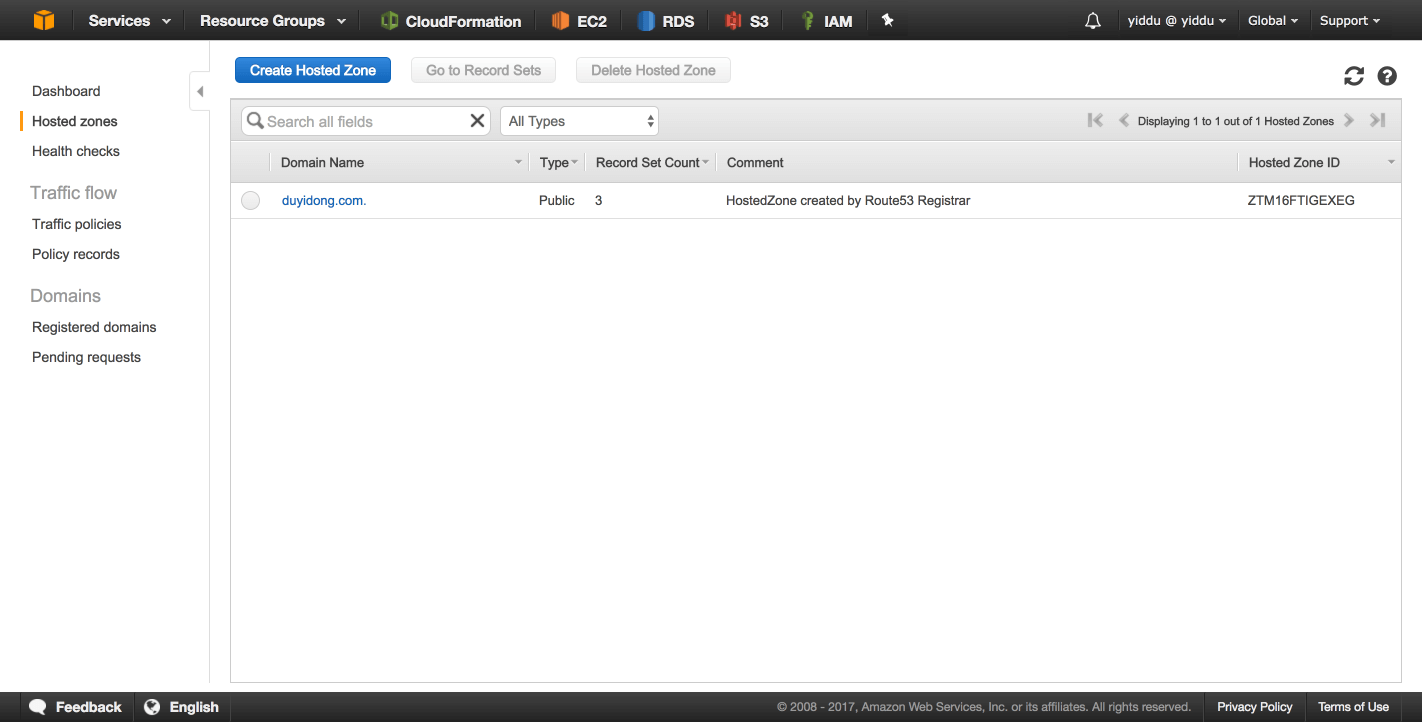 Services Resource Groups CloudFormation EC2 RDS S3 IAM yiddu @ yiddu Global Support
Dashboard
Hosted zones
Health checks
Traffic flow
Traffic policies
Policy records
Domains
Registered domains
Pending requests
Create Hosted Zone Go to Record Sets Delete Hosted Zone
Search all fields All Types Displaying 1 to 1 out of 1 Hosted Zones
Domain Name Type Record Set Count Comment Hosted Zone ID
duyidong.com. Public 3 HostedZone created by Route53 Registrar ZTM16FTIGEXEG
Feedback English © 2008 - 2017, Amazon Web Services, Inc. or its affiliates. All rights reserved. Privacy Policy Terms of Use